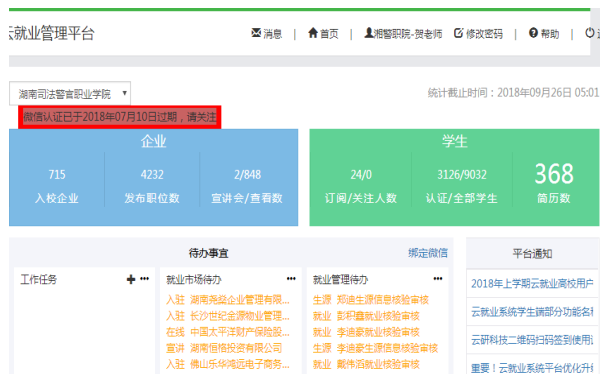 云就业管理平台
消息 | 首页 | 湘警职院-贺老师 修改密码 | 帮助 |
湖南司法警官职业学院
统计截止时间：2018年09月26日 05:01
微信认证已于2018年07月10日过期，请关注
企业
715 4232 2/848
入校企业 发布职位数 宣讲会/查看数
学生
24/0 3126/9032 368
订阅/关注人数 认证/全部学生 简历数
待办事宜 绑定微信
平台通知
工作任务
就业市场待办
入驻 湖南尧燊企业管理有限...
入驻 长沙世纪金源物业管理...
在线 中国太平洋财产保险股...
宣讲 湖南恒格投资有限公司
入驻 佛山乐华鸿远电子商务...
就业管理待办
生源 郑迪生源信息核验审核
就业 彭积鑫就业核验审核
就业 李迪豪就业核验审核
生源 李迪豪生源信息核验审核
就业 戴伟滔就业核验审核
2018年上学期云就业高校用户
云就业系统学生端部分功能名称
云研科技二维码扫码签到使用
重要！云就业系统平台优化升